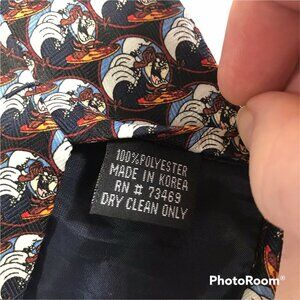 100% POLYESTER
MADE IN KOREA
RN # 73469
DRY CLEAN ONLY
PhotoRoom®